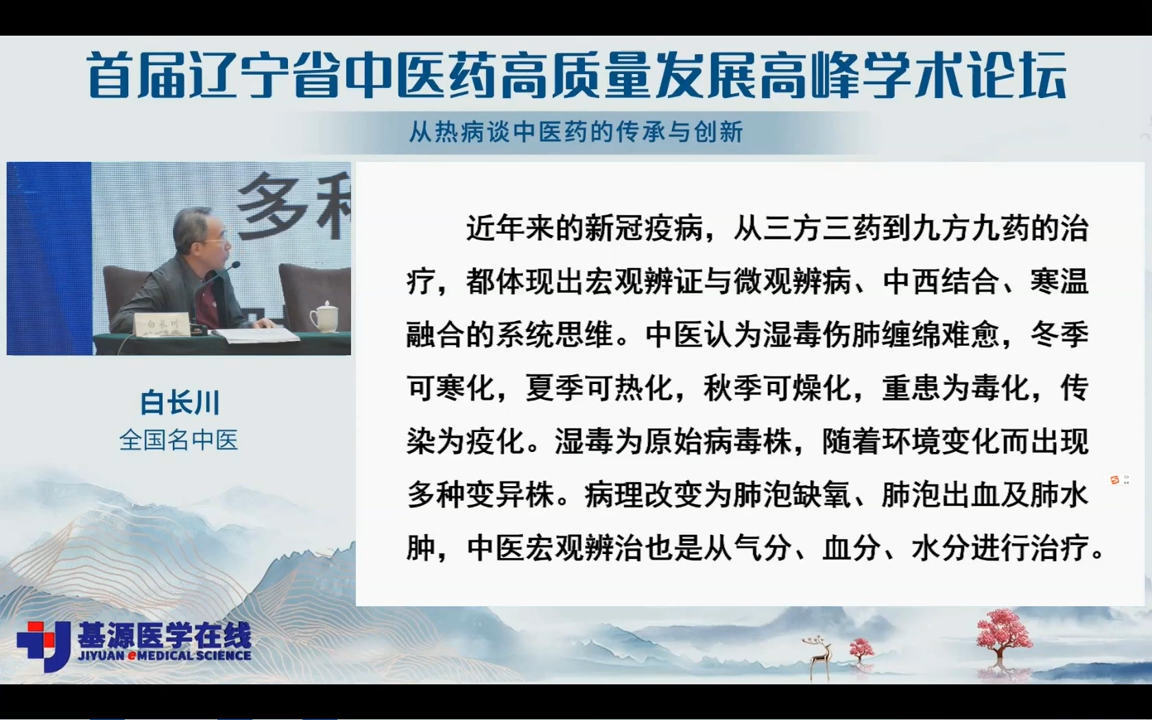 首届辽宁省中医药高质量发展高峰学术论坛
从热病谈中医药的传承与创新
多种
白长川
白长川
全国名中医
近年来的新冠疫病，从三方三药到九方九药的治
疗，都体现出宏观辨证与微观辨病、中西结合、寒温
融合的系统思维。中医认为湿毒伤肺缠绵难愈，冬季
可寒化，夏季可热化，秋季可燥化，重患为毒化，传
染为疫化。湿毒为原始病毒株，随着环境变化而出现
多种变异株。病理改变为肺泡缺氧、肺泡出血及肺水
肿，中医宏观辨治也是从气分、血分、水分进行治疗。
基源医学在线
JIYUAN eMEDICAL SCIENCE